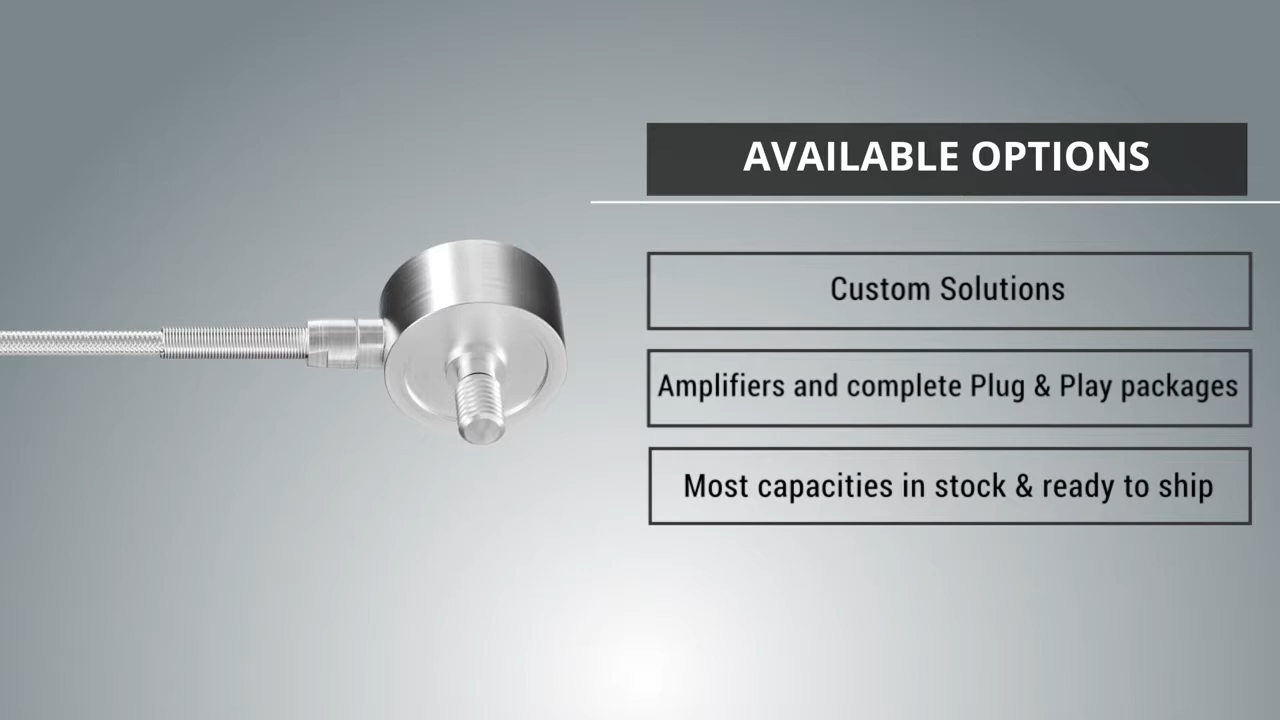 AVAILABLE OPTIONS
Custom Solutions
Amplifiers and complete Plug & Play packages
Most capacities in stock & ready to ship